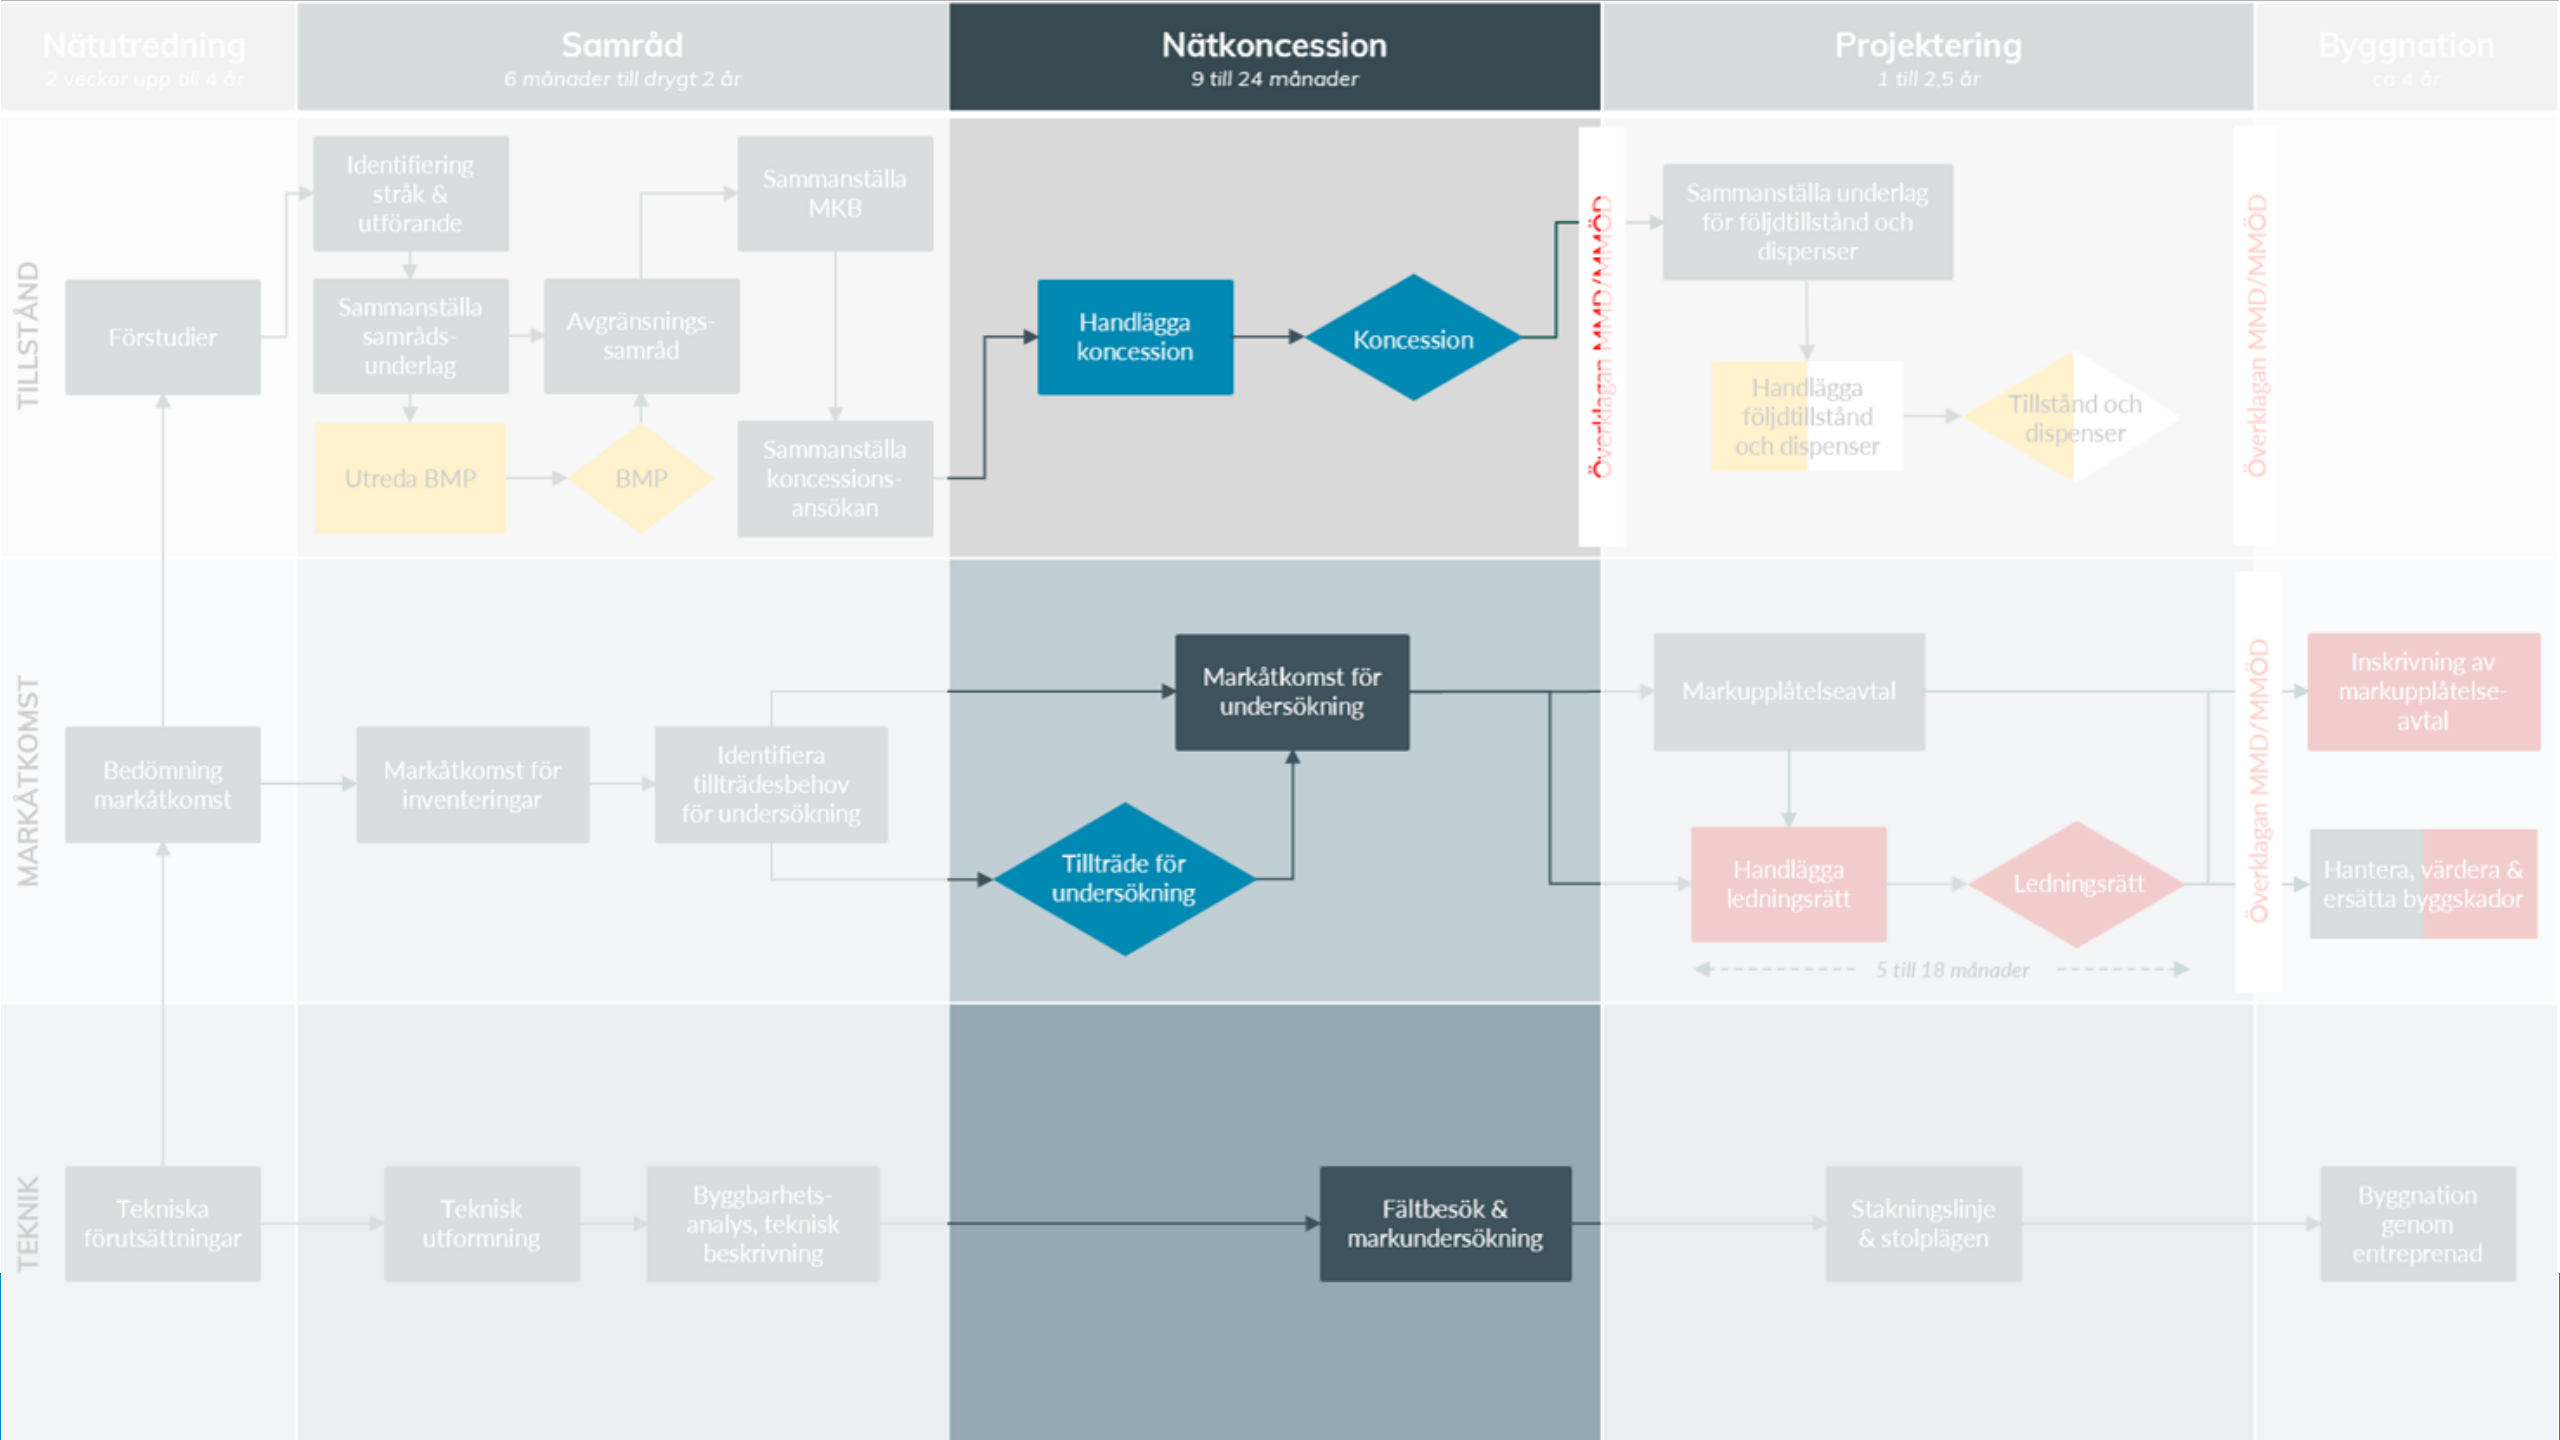 Nätutredning
2 veckor upp till 4 år
Samråd
6 månader till drygt 2 år
Nätkoncession
9 till 24 månader
Projektering
1 till 2,5 år
Byggnation
ca 4 år
TILLSTÅND
Förstudier
Identifiering
stråk &
utförande
Sammanställa
samråds-
underlag
Utreda BMP
Avgränsnings-
samråd
BMP
Sammanställa
MKB
Sammanställa
koncessions-
ansökan
Handlägga
koncession
Koncession
Överklagan MMD/MMÖD
Sammanställa underlag
för följdtillstånd och
dispenser
Handlägga
följdtillstånd
och dispenser
Tillstånd och
dispenser
Överklagan MMD/MMÖD
MARKÅTKOMST
Bedömning
markåtkomst
Markåtkomst för
inventeringar
Identifiera
tillträdesbehov
för undersökning
Markåtkomst för
undersökning
Tillträde för
undersökning
Markupplåtelseavtal
Handlägga
ledningsrätt
Ledningsrätt
5 till 18 månader
Överklagan MMD/MMÖD
Inskrivning av
markupplåtelse-
avtal
Hantera, värdera &
ersätta byggskador
TEKNIK
Tekniska
förutsättningar
Teknisk
utformning
Byggbarhets-
analys, teknisk
beskrivning
Fältbesök &
markundersökning
Stakningslinje
& stolplägen
Byggnation
genom
entreprenad